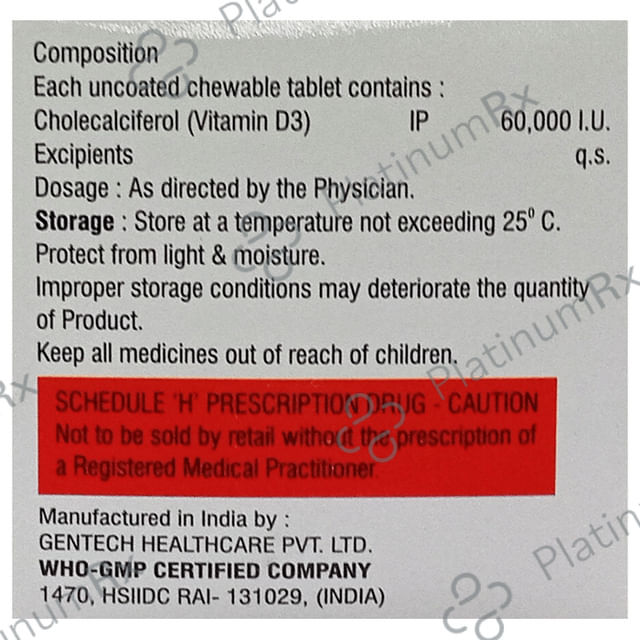 Composition
Each uncoated chewable tablet contains :
Cholecalciferol (Vitamin D3) IP 60,000 I.U.
Excipients q.s.
Dosage : As directed by the Physician.
Storage : Store at a temperature not exceeding 25⁰ C.
Protect from light & moisture.
Improper storage conditions may deteriorate the quantity
of Product.
Keep all medicines out of reach of children.
SCHEDULE 'H' PRESCRIPTION DRUG - CAUTION
Not to be sold by retail without the prescription of
a Registered Medical Practitioner.
Manufactured in India by :
GENTECH HEALTHCARE PVT. LTD.
WHO-GMP CERTIFIED COMPANY
1470, HSIIDC RAI- 131029, (INDIA)
PlatinumRx
PlatinumRx